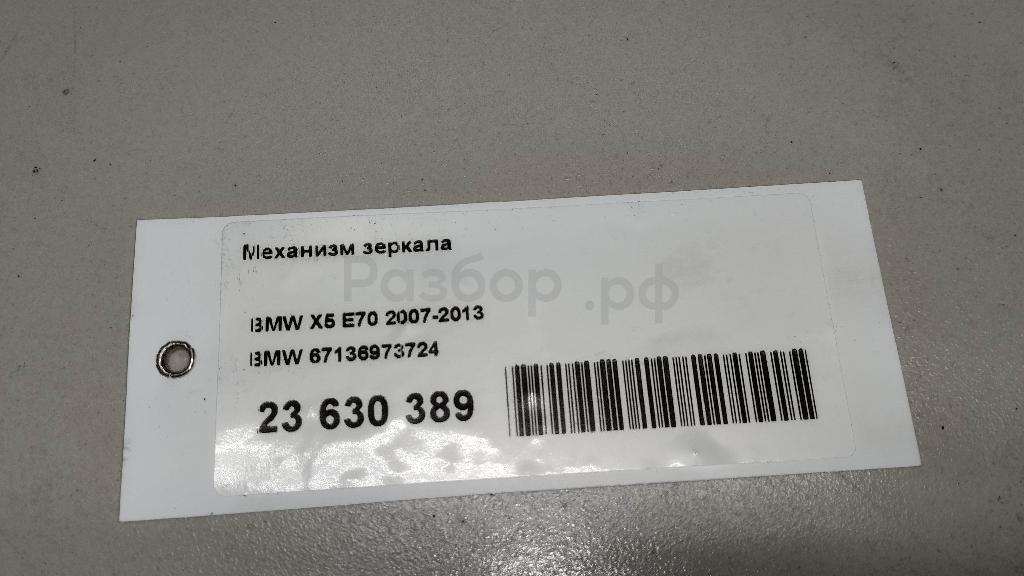 Механизм зеркала
Разбор.рф
BMW X5 E70 2007-2013
BMW 67136973724
23 630 389